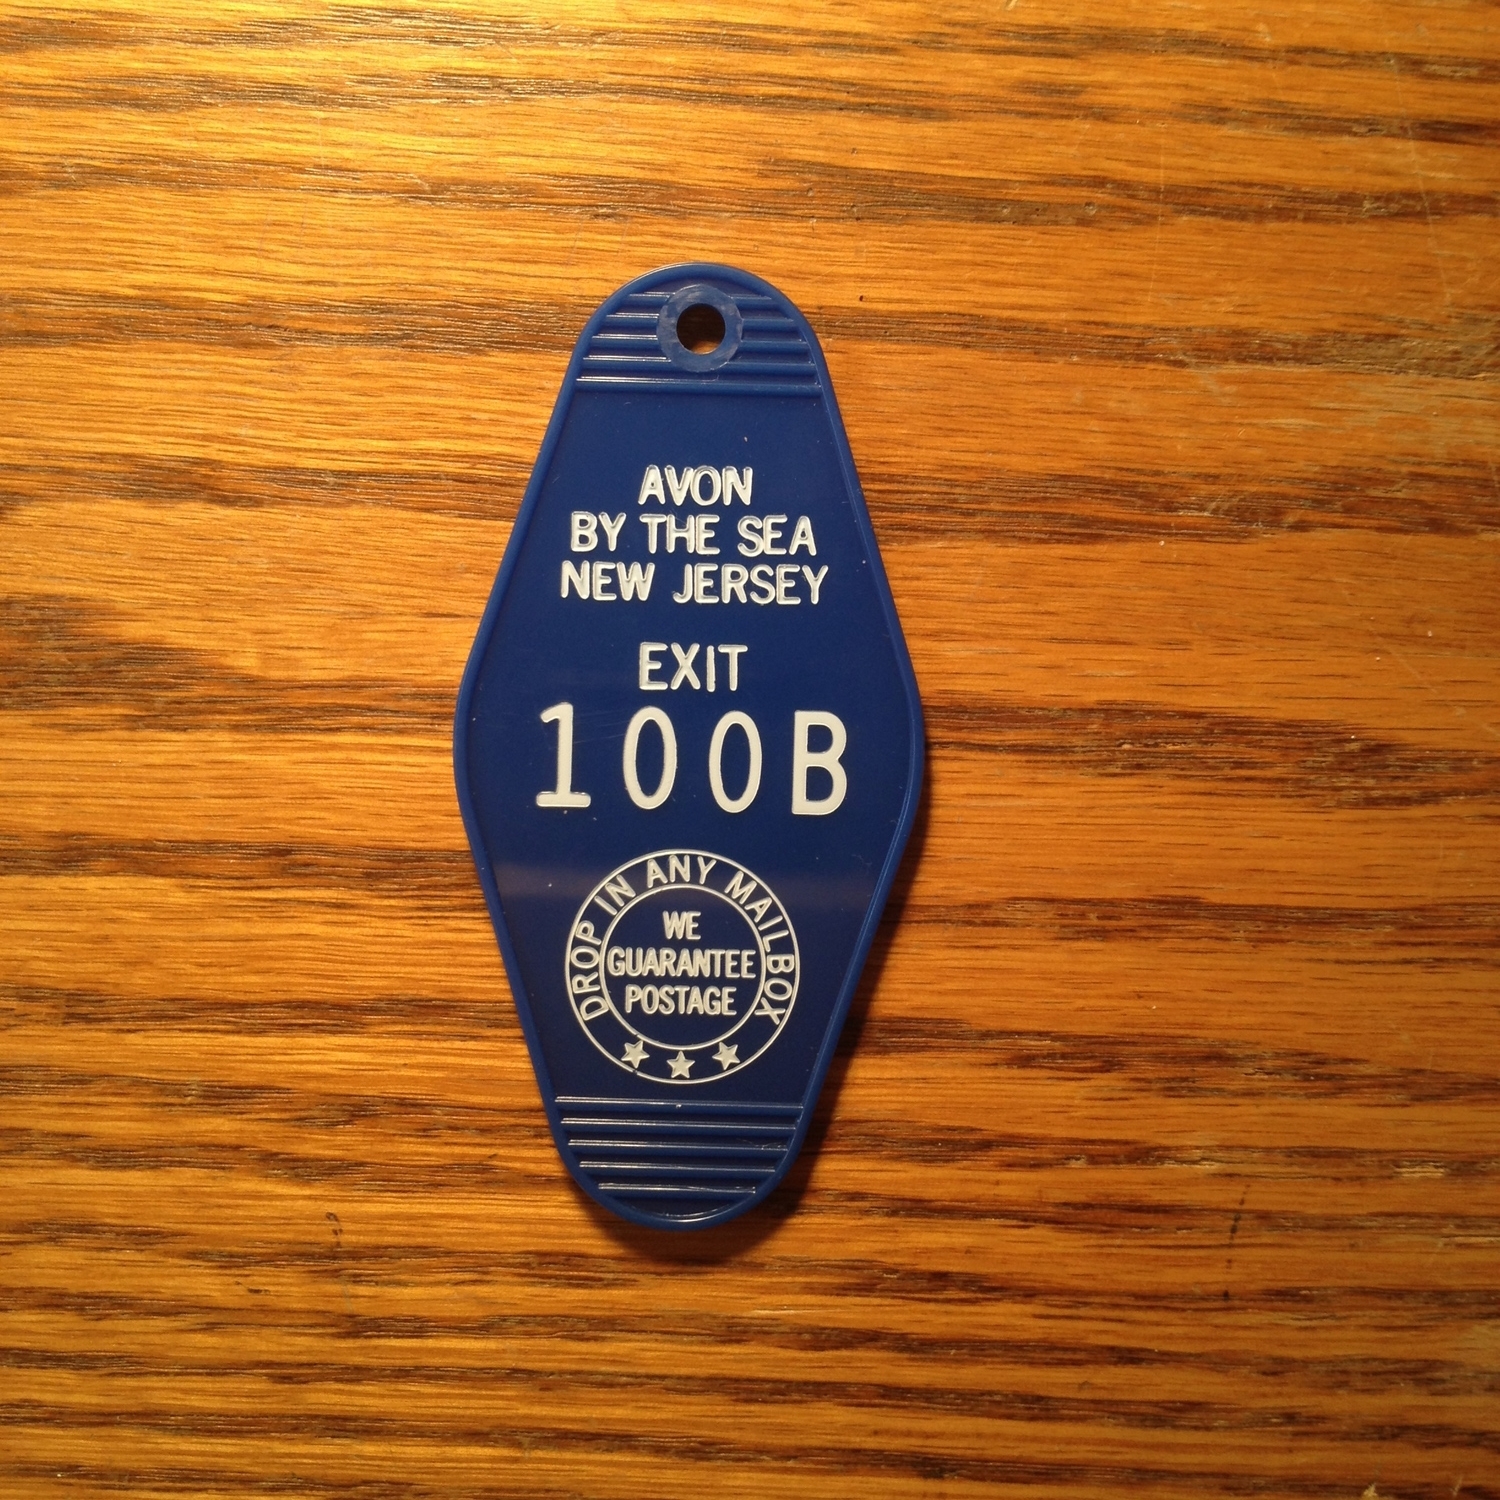 AVON
BY THE SEA
NEW JERSEY
EXIT
100B
DROP IN ANY MAILBOX
WE
GUARANTEE
POSTAGE